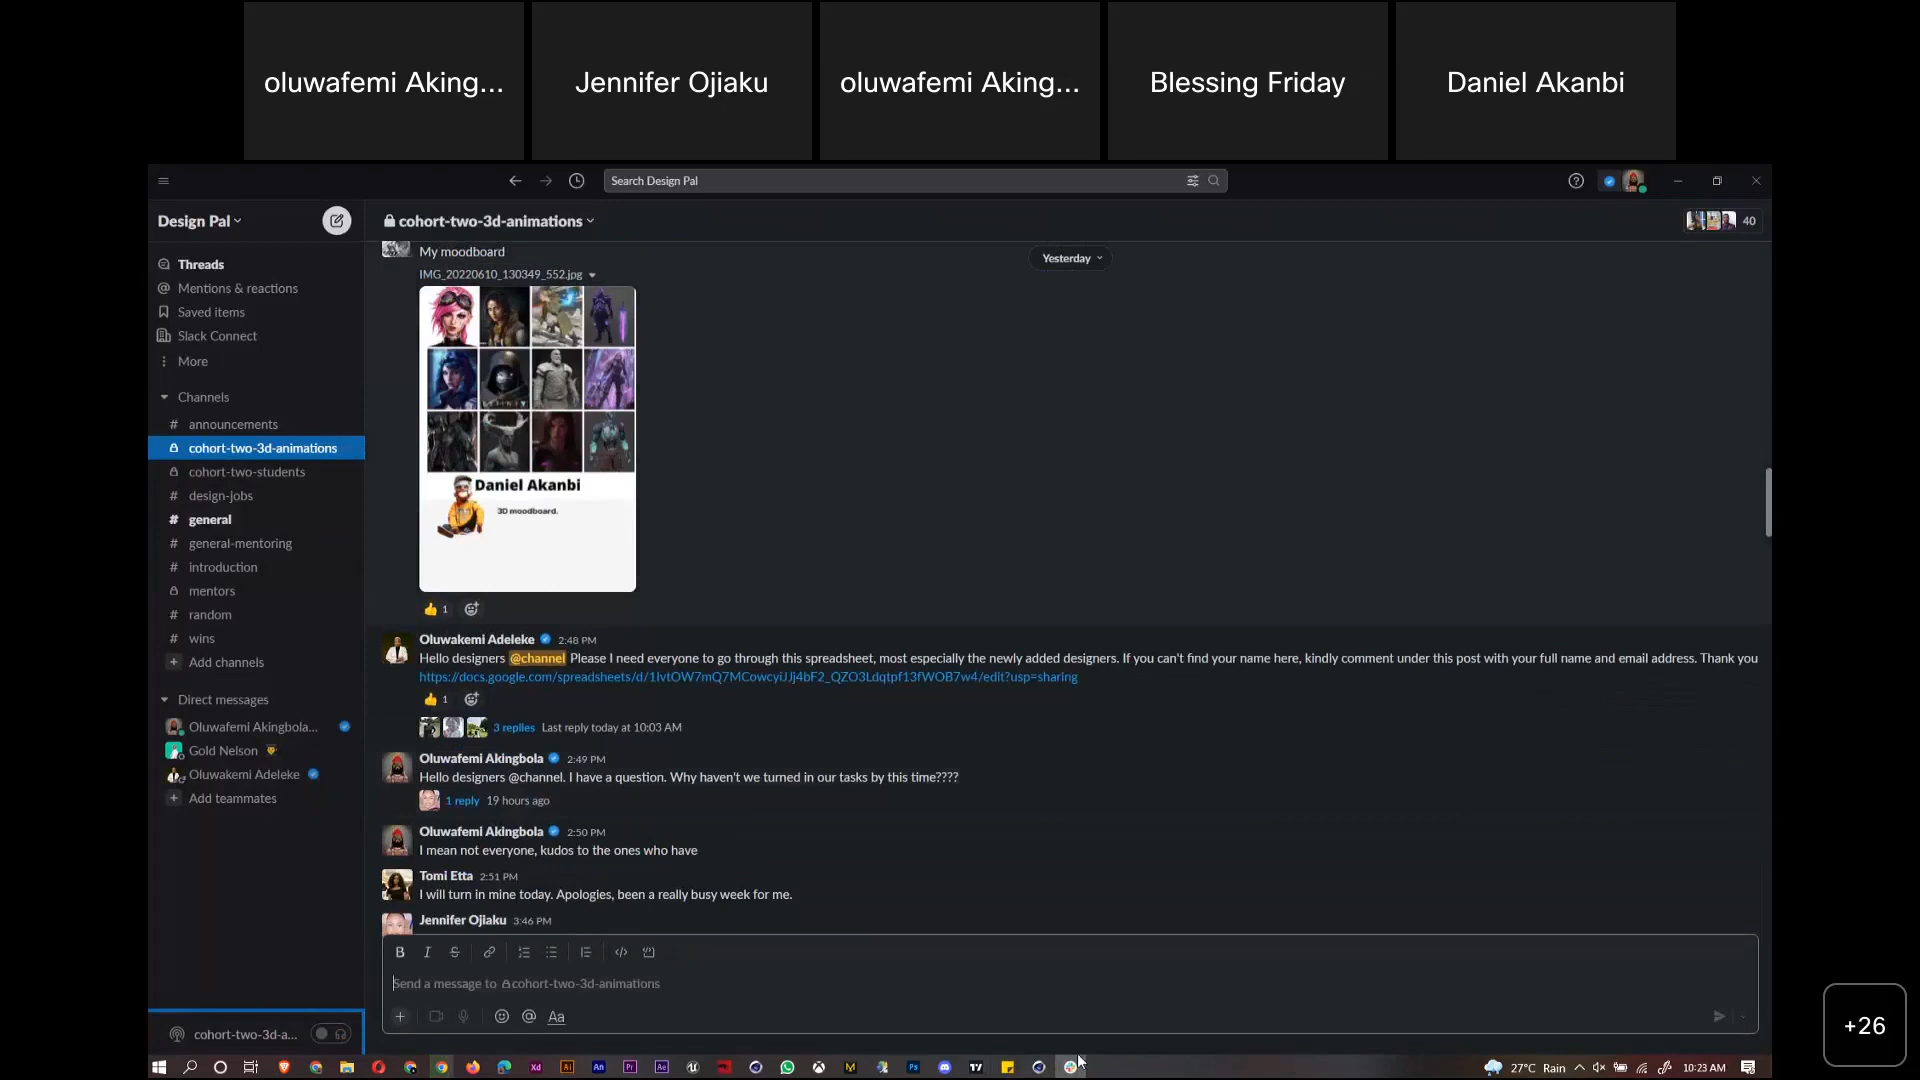 oluwafemi Aking...
Jennifer Ojiaku
oluwafemi Aking...
Blessing Friday
Daniel Akanbi
Search Design Pal
Design Pal
cohort-two-3d-animations
40
Threads
Mentions & reactions
Saved items
Slack Connect
More
Channels
# announcements
cohort-two-3d-animations
cohort-two-students
# design-jobs
# general
# general-mentoring
# introduction
mentors
# random
# wins
+ Add channels
Direct messages
Oluwafemi Akingbola...
Gold Nelson
Oluwakemi Adeleke
+ Add teammates
cohort-two-3d-a...
My moodboard
Yesterday
IMG_20220610_130349_552.jpg
Daniel Akanbi
3D moodboard.
1
Oluwakemi Adeleke 2:48 PM
Hello designers @channel Please I need everyone to go through this spreadsheet, most especially the newly added designers. If you can't find your name here, kindly comment under this post with your full name and email address. Thank you
https://docs.google.com/spreadsheets/d/1IvtOW7mQ7MCowcyiJJj4bF2_QZO3Ldqtpf13fWOB7w4/edit?usp=sharing
1
3 replies Last reply today at 10:03 AM
Oluwafemi Akingbola 2:49 PM
Hello designers @channel. I have a question. Why haven't we turned in our tasks by this time????
1 reply 19 hours ago
Oluwafemi Akingbola 2:50 PM
I mean not everyone, kudos to the ones who have
Tomi Etta 2:51 PM
I will turn in mine today. Apologies, been a really busy week for me.
Jennifer Ojiaku 3:46 PM
Send a message to cohort-two-3d-animations
Aa
+26
Xd
Ai
An
Pr
Ae
M
Ps
27°C Rain
10:23 AM